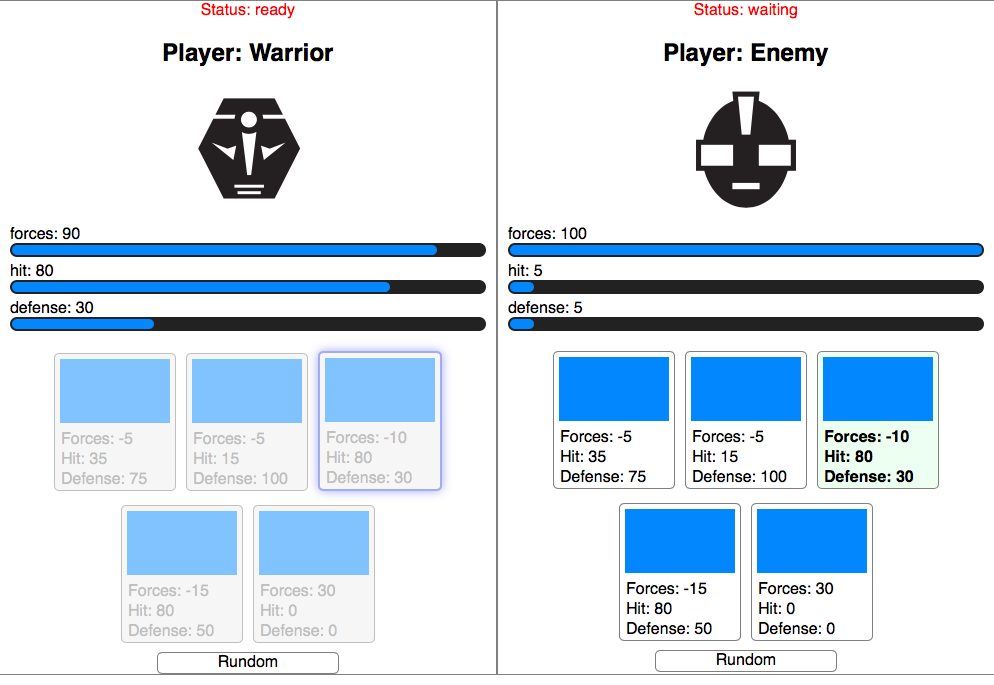 Status: ready
Player: Warrior
forces: 90
hit: 80
defense: 30
Forces: -5
Hit: 35
Defense: 75
Forces: -5
Hit: 15
Defense: 100
Forces: -10
Hit: 80
Defense: 30
Forces: -15
Hit: 80
Defense: 50
Forces: 30
Hit: 0
Defense: 0
Rundom
Status: waiting
Player: Enemy
forces: 100
hit: 5
defense: 5
Forces: -5
Hit: 35
Defense: 75
Forces: -5
Hit: 15
Defense: 100
Forces: -10
Hit: 80
Defense: 30
Forces: -15
Hit: 80
Defense: 50
Forces: 30
Hit: 0
Defense: 0
Rundom